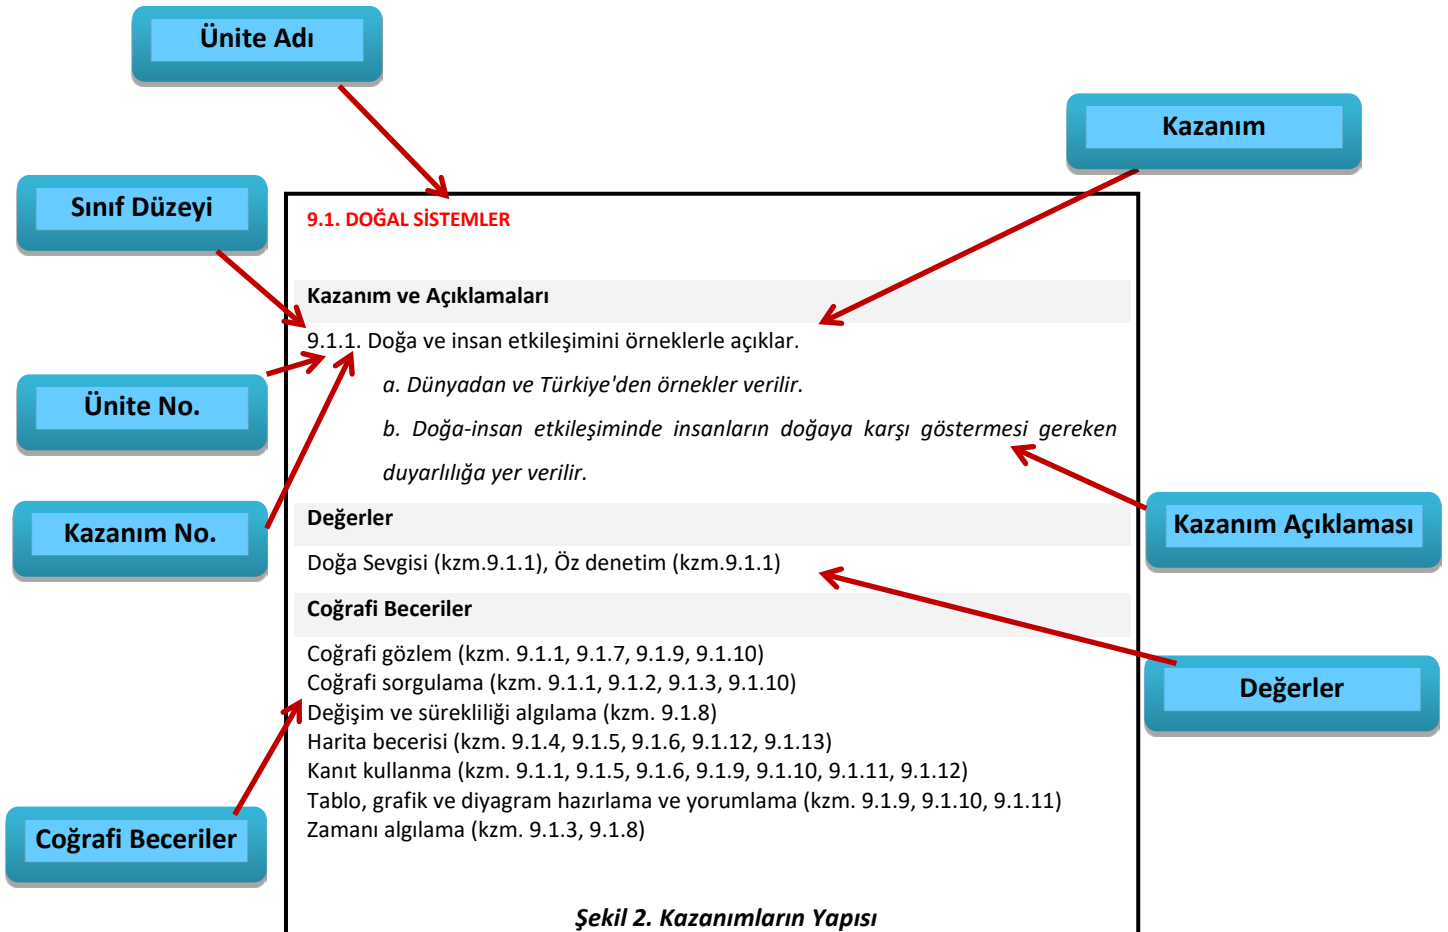 Ünite Adı
Kazanım
Sınıf Düzeyi
9.1. DOĞAL SİSTEMLER
Kazanım ve Açıklamaları
9.1.1. Doğa ve insan etkileşimini örneklerle açıklar.
a. Dünyadan ve Türkiye'den örnekler verilir.
Ünite No.
b. Doğa-insan etkileşiminde insanların doğaya karşı göstermesi gereken
duyarlılığa yer verilir.
Değerler
Kazanım No.
Kazanım Açıklaması
Doğa Sevgisi (kzm.9.1.1), Öz denetim (kzm.9.1.1)
Coğrafi Beceriler
Coğrafi gözlem (kzm. 9.1.1, 9.1.7, 9.1.9, 9.1.10)
Coğrafi sorgulama (kzm. 9.1.1, 9.1.2, 9.1.3, 9.1.10)
Değerler
Değişim ve sürekliliği algılama (kzm. 9.1.8)
Harita becerisi (kzm. 9.1.4, 9.1.5, 9.1.6, 9.1.12, 9.1.13)
Kanıt kullanma (kzm. 9.1.1, 9.1.5, 9.1.6, 9.1.9, 9.1.10, 9.1.11, 9.1.12)
Tablo, grafik ve diyagram hazırlama ve yorumlama (kzm. 9.1.9, 9.1.10, 9.1.11)
Zamanı algılama (kzm. 9.1.3, 9.1.8)
Coğrafi Beceriler
Şekil 2. Kazanımların Yapısı